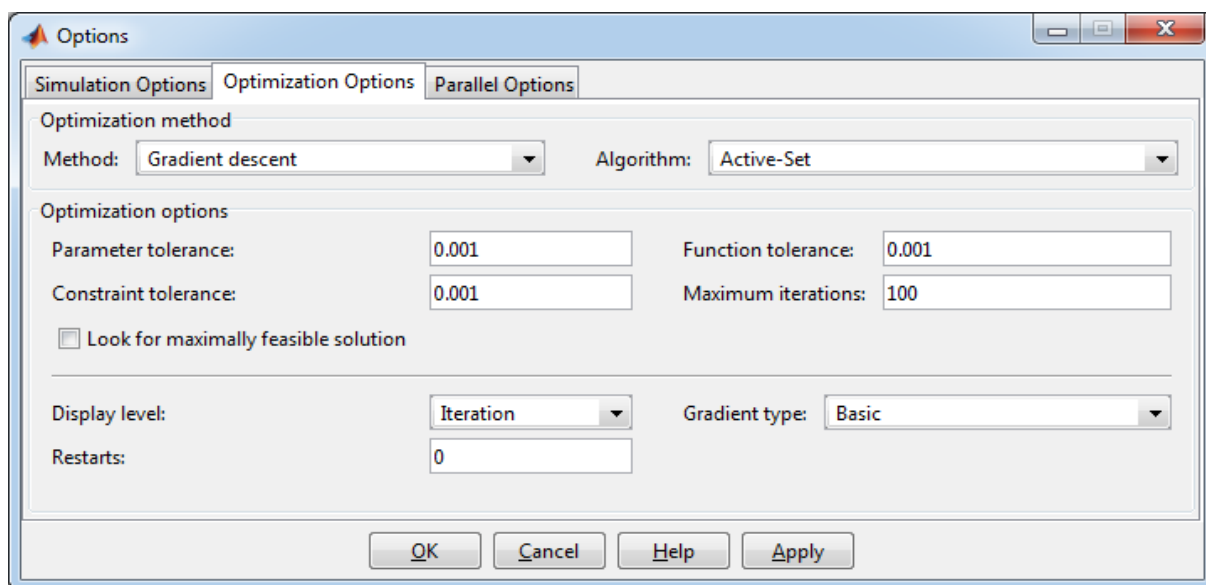 Options
Simulation Options Optimization Options Parallel Options
Optimization method
Method: Gradient descent Algorithm: Active-Set
Optimization options
Parameter tolerance: 0.001 Function tolerance: 0.001
Constraint tolerance: 0.001 Maximum iterations: 100
Look for maximally feasible solution
Display level: Iteration Gradient type: Basic
Restarts: 0
OK Cancel Help Apply